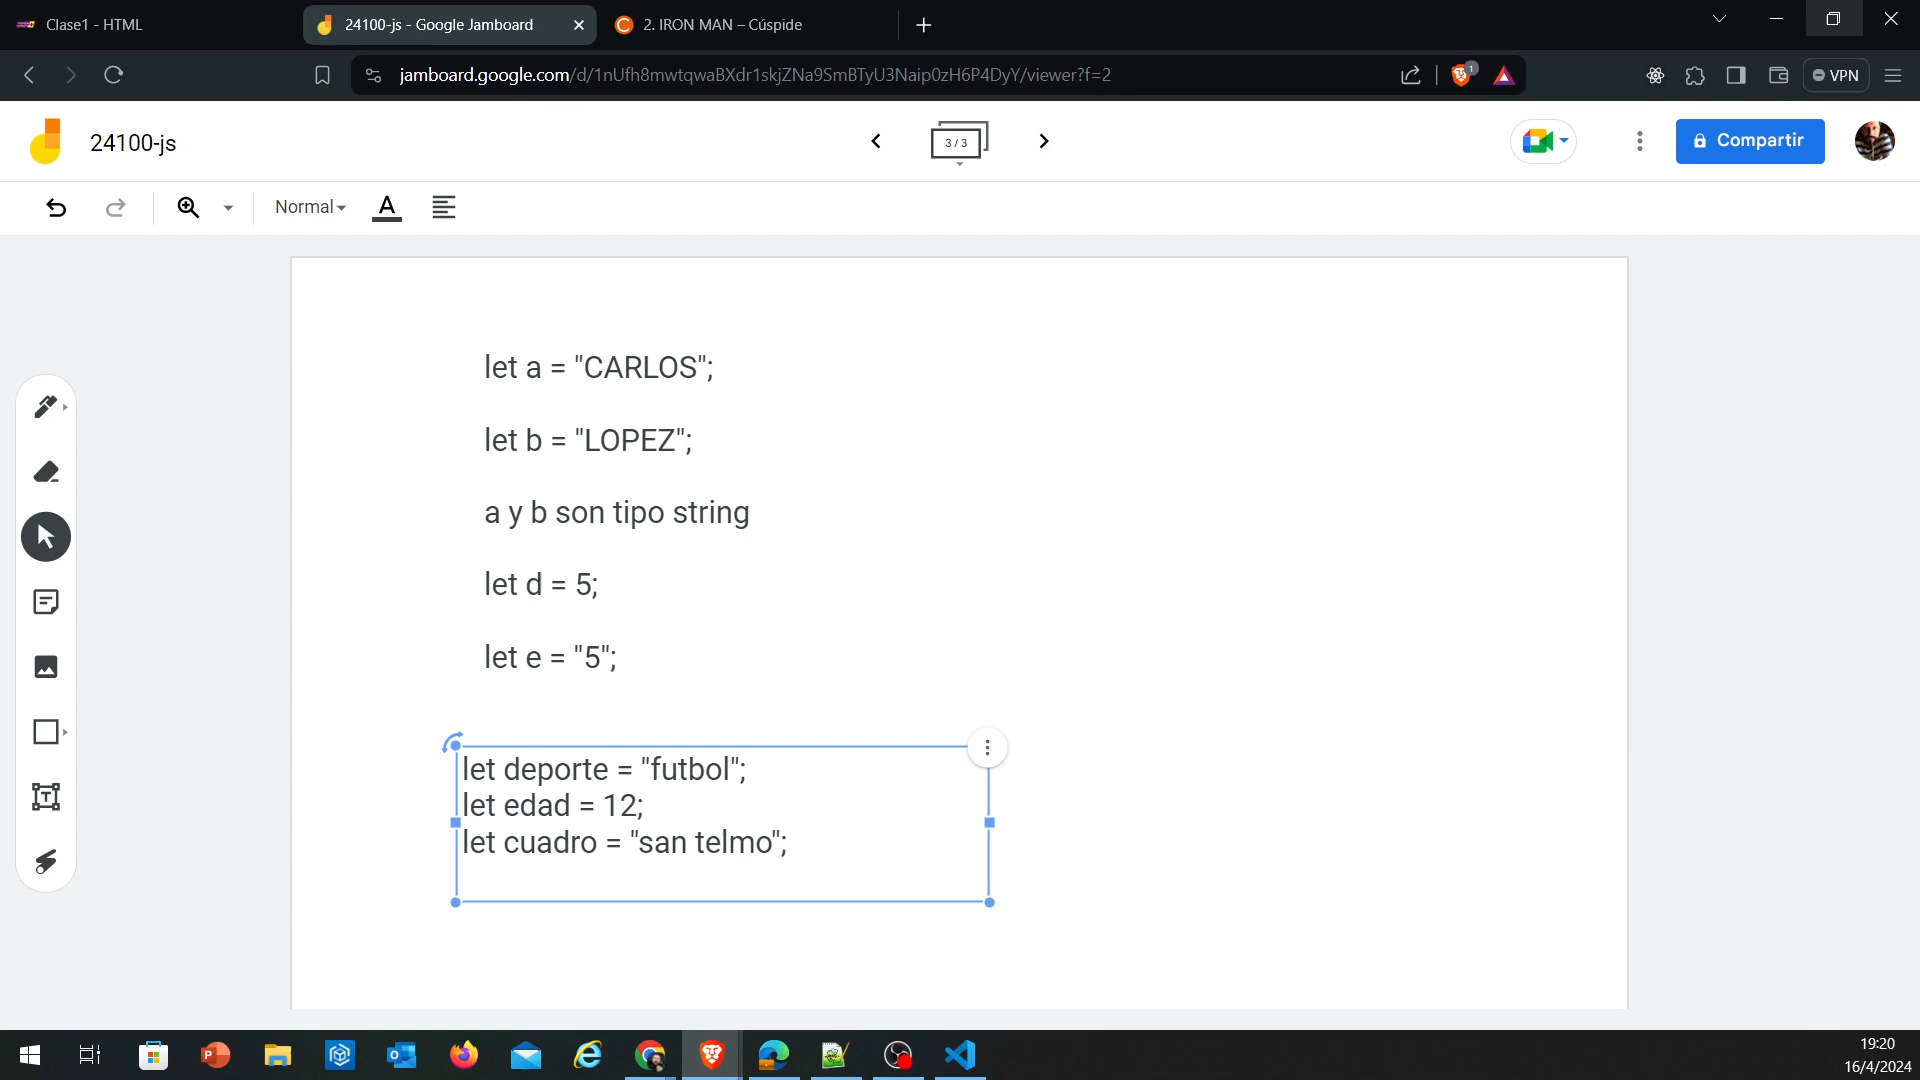 Clase1 - HTML
24100-js - Google Jamboard
2. IRON MAN – Cúspide
jamboard.google.com/d/1nUfh8mwtqwaBXdr1skjZNa9SmBTyU3Naip0zH6P4DyY/viewer?f=2
1
VPN
24100-js
3 / 3
Compartir
Normal
let a = "CARLOS";
let b = "LOPEZ";
a y b son tipo string
let d = 5;
let e = "5";
let deporte = "futbol";
let edad = 12;
let cuadro = "san telmo";
19:20
16/4/2024